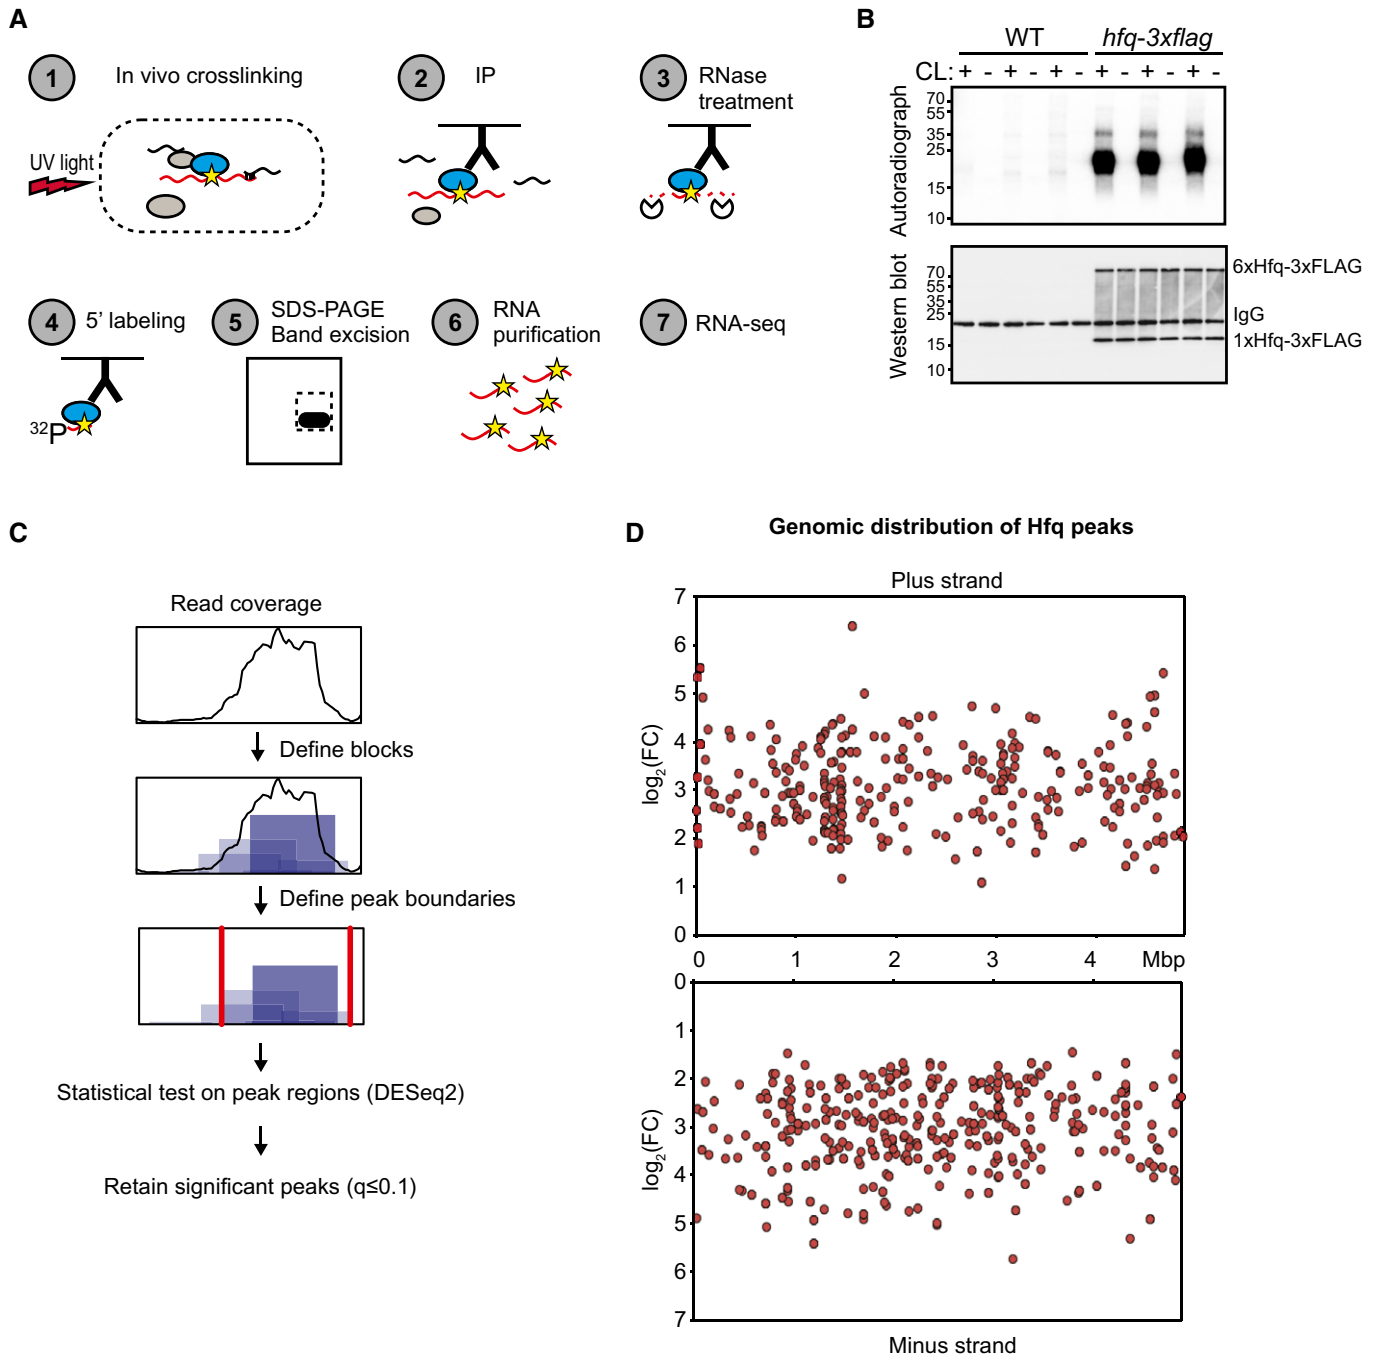 A
1
In vivo crosslinking
UV light
2
IP
3
RNase
treatment
4
5’ labeling
32P
5
SDS-PAGE
Band excision
6
RNA
purification
7
RNA-seq
B
WT
hfq-3xflag
CL: + - + - + - + - + - + -
Autoradiograph
70
55
35
25
15
10
Western blot
70
55
35
25
15
10
6xHfq-3xFLAG
IgG
1xHfq-3xFLAG
C
Read coverage
Define blocks
Define peak boundaries
Statistical test on peak regions (DESeq2)
Retain significant peaks (q≤0.1)
D
Genomic distribution of Hfq peaks
Plus strand
log2(FC)
7
6
5
4
3
2
1
0
0 1 2 3 4 Mbp
log2(FC)
0
1
2
3
4
5
6
7
Minus strand